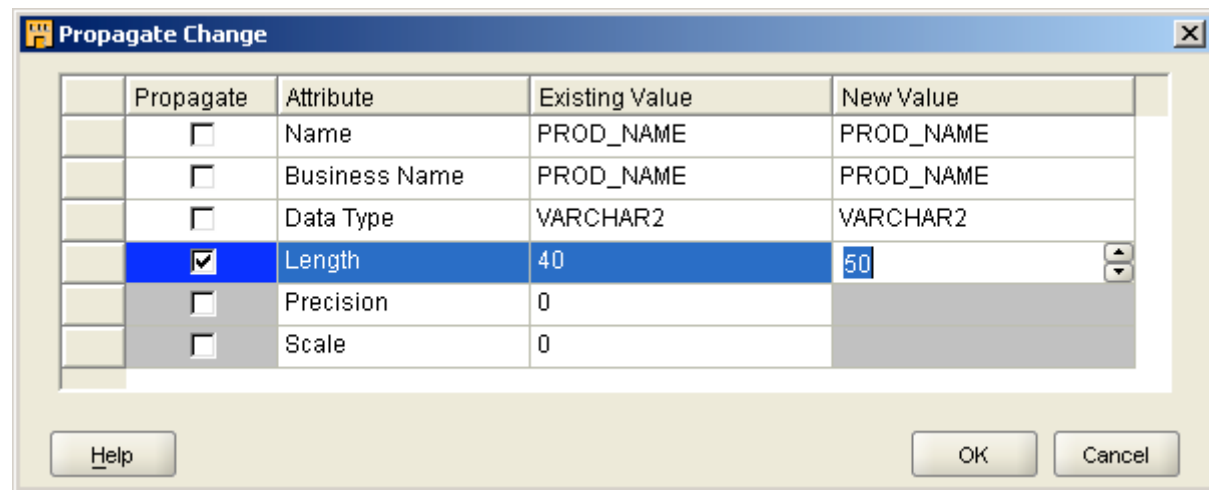 Propagate Change
Propagate Attribute Existing Value New Value
Name PROD_NAME PROD_NAME
Business Name PROD_NAME PROD_NAME
Data Type VARCHAR2 VARCHAR2
Length 40 50
Precision 0
Scale 0
Help OK Cancel